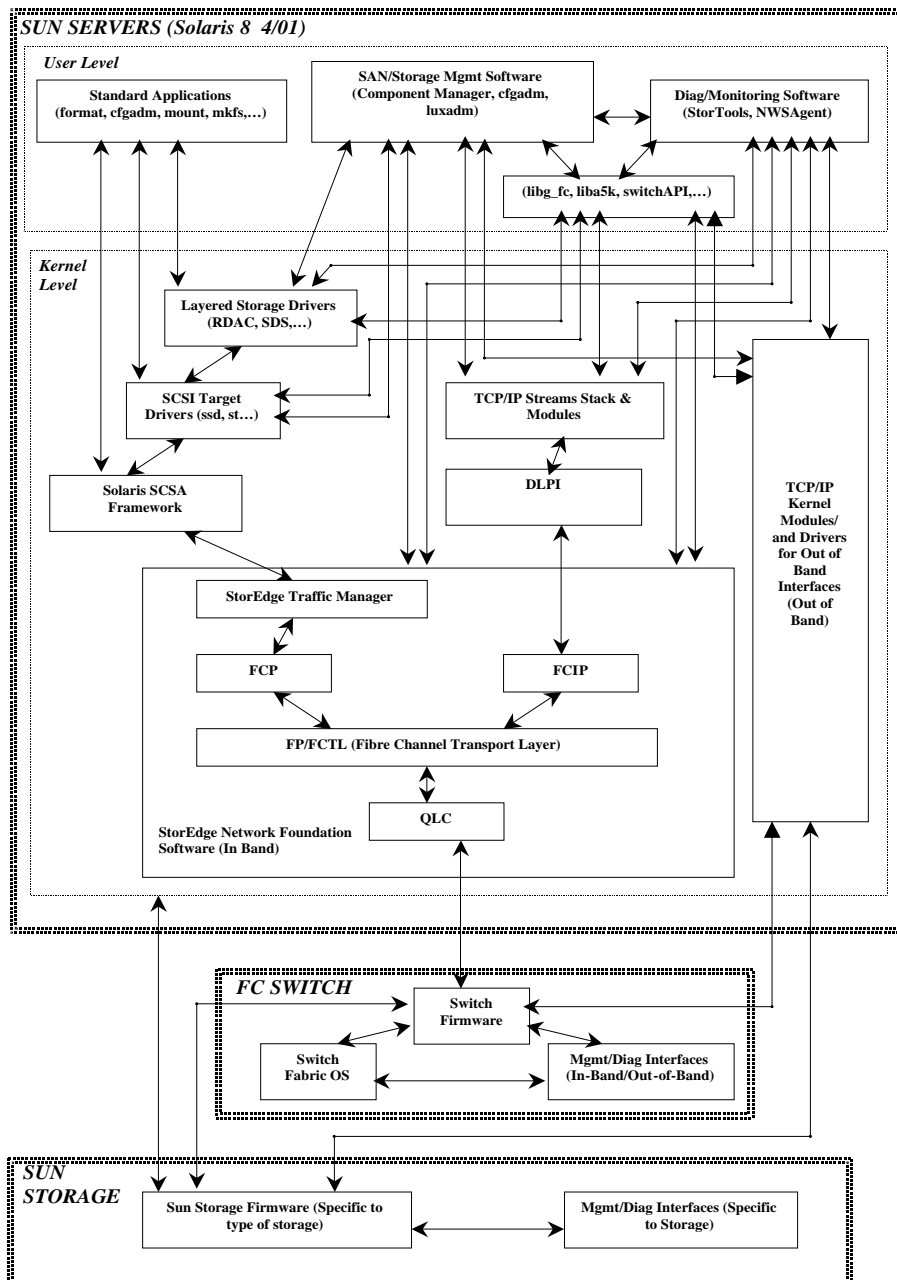 SUN SERVERS (Solaris 8 4/01)
User Level
Standard Applications
(format, cfgadm, mount, mkfs,…)
SAN/Storage Mgmt Software
(Component Manager, cfgadm,
luxadm)
Diag/Monitoring Software
(StorTools, NWSAgent)
(libg_fc, liba5k, switchAPI,…)
Kernel
Level
Layered Storage Drivers
(RDAC, SDS,…)
SCSI Target
Drivers (ssd, st…)
TCP/IP Streams Stack &
Modules
Solaris SCSA
Framework
DLPI
TCP/IP
Kernel
Modules/
and Drivers
for Out of
Band
Interfaces
(Out of
Band)
StorEdge Traffic Manager
FCP
FCIP
FP/FCTL (Fibre Channel Transport Layer)
QLC
StorEdge Network Foundation
Software (In Band)
FC SWITCH
Switch
Firmware
Switch
Fabric OS
Mgmt/Diag Interfaces
(In-Band/Out-of-Band)
SUN
STORAGE
Sun Storage Firmware (Specific to
type of storage)
Mgmt/Diag Interfaces (Specific
to Storage)